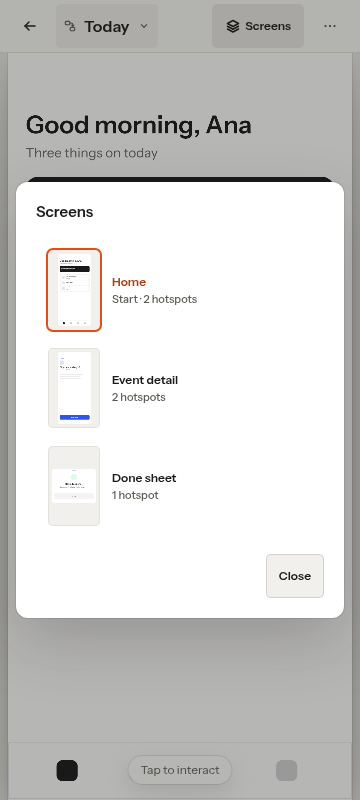 Today
Screens
Good morning, Ana
Three things on today
Screens
Home
Start · 2 hotspots
Event detail
2 hotspots
Done sheet
1 hotspot
Close
Tap to interact